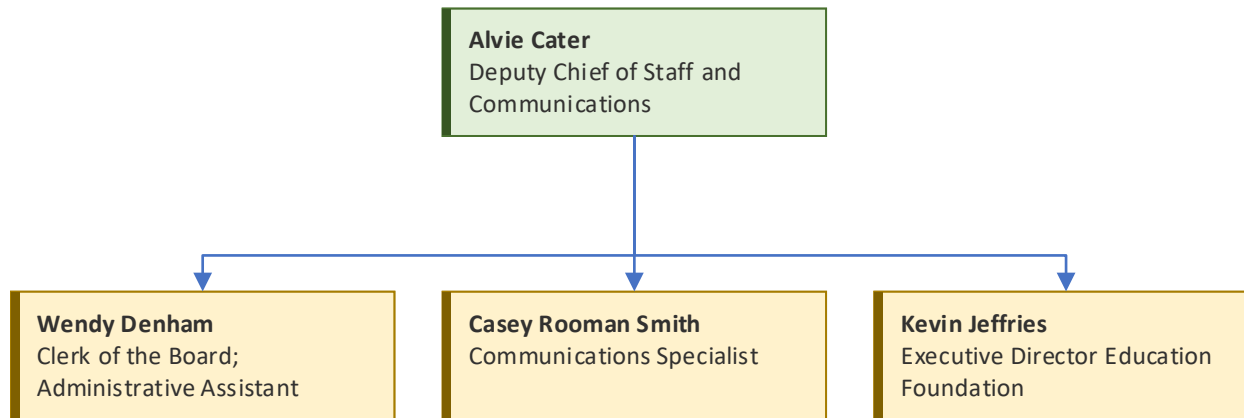 Alvie Cater
Deputy Chief of Staff and
Communications
Wendy Denham
Clerk of the Board;
Administrative Assistant
Casey Rooman Smith
Communications Specialist
Kevin Jeffries
Executive Director Education
Foundation